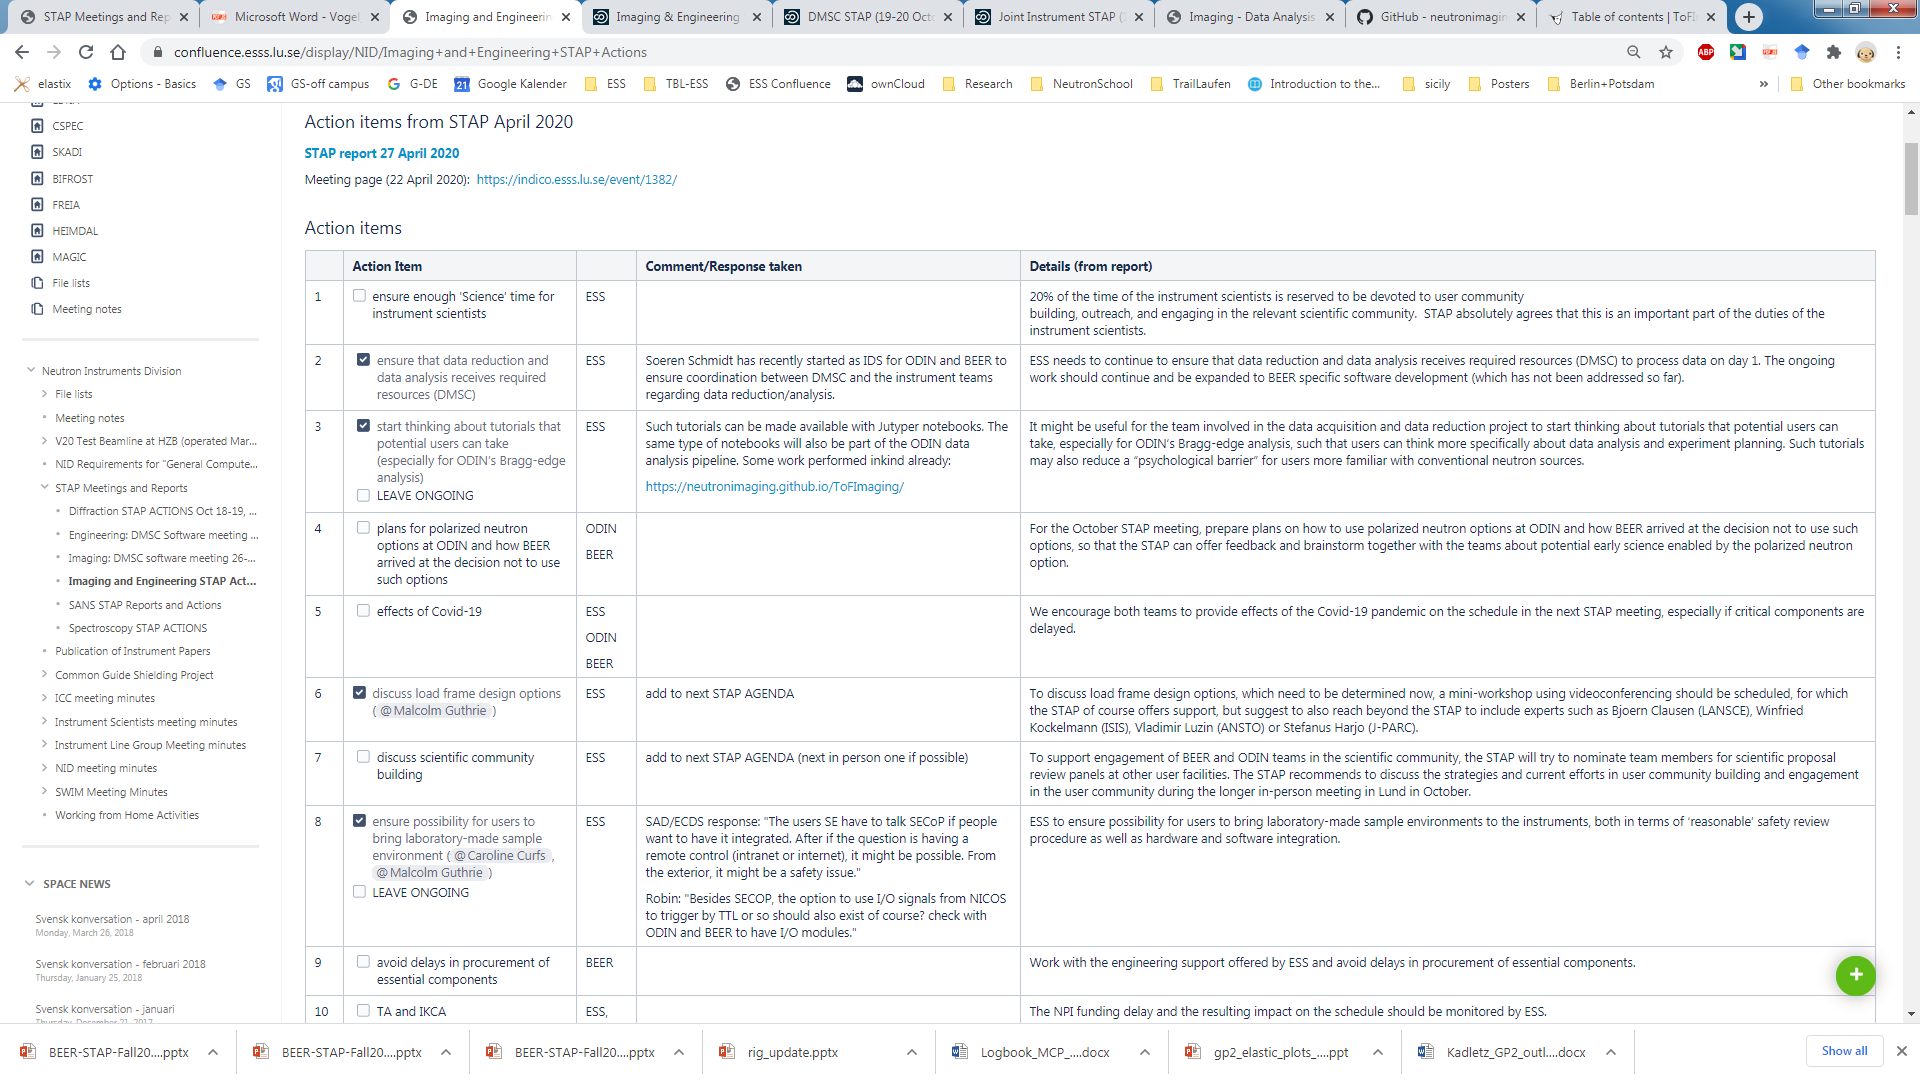 STAP Meetings and Rep
Microsoft Word - Vogel
Imaging and Engineerin
Imaging & Engineering
DMSC STAP (19-20 Octo
Joint Instrument STAP (
Imaging - Data Analysis
GitHub - neutronimagin
Table of contents | ToFI
confluence.esss.lu.se/display/NID/Imaging+and+Engineering+STAP+Actions
elastix
Options - Basics
GS
GS-off campus
G-DE
Google Kalender
ESS
TBL-ESS
ESS Confluence
ownCloud
Research
NeutronSchool
TrailLaufen
Introduction to the...
sicily
Posters
Berlin+Potsdam
»
Other bookmarks
CSPEC
SKADI
BIFROST
FREIA
HEIMDAL
MAGIC
File lists
Meeting notes
Neutron Instruments Division
File lists
Meeting notes
V20 Test Beamline at HZB (operated Mar...
NID Requirements for "General Compute...
STAP Meetings and Reports
Diffraction STAP ACTIONS Oct 18-19, ...
Engineering: DMSC Software meeting ...
Imaging: DMSC software meeting 26-...
Imaging and Engineering STAP Act...
SANS STAP Reports and Actions
Spectroscopy STAP ACTIONS
Publication of Instrument Papers
Common Guide Shielding Project
ICC meeting minutes
Instrument Scientists meeting minutes
Instrument Line Group Meeting minutes
NID meeting minutes
SWIM Meeting Minutes
Working from Home Activities
SPACE NEWS
Svensk konversation - april 2018
Monday, March 26, 2018
Svensk konversation - februari 2018
Thursday, January 25, 2018
Svensk konversation - januari
Thursday, December 21, 2017
Action items from STAP April 2020
STAP report 27 April 2020
Meeting page (22 April 2020): https://indico.esss.lu.se/event/1382/
Action items
Action Item
Comment/Response taken
Details (from report)
1
ensure enough 'Science' time for
instrument scientists
ESS
20% of the time of the instrument scientists is reserved to be devoted to user community
building, outreach, and engaging in the relevant scientific community. STAP absolutely agrees that this is an important part of the duties of the
instrument scientists.
2
ensure that data reduction and
data analysis receives required
resources (DMSC)
ESS
Soeren Schmidt has recently started as IDS for ODIN and BEER to
ensure coordination between DMSC and the instrument teams
regarding data reduction/analysis.
ESS needs to continue to ensure that data reduction and data analysis receives required resources (DMSC) to process data on day 1. The ongoing
work should continue and be expanded to BEER specific software development (which has not been addressed so far).
3
start thinking about tutorials that
potential users can take
(especially for ODIN's Bragg-edge
analysis)
LEAVE ONGOING
ESS
Such tutorials can be made available with Jutyper notebooks. The
same type of notebooks will also be part of the ODIN data
analysis pipeline. Some work performed inkind already:
https://neutronimaging.github.io/ToFImaging/
It might be useful for the team involved in the data acquisition and data reduction project to start thinking about tutorials that potential users can
take, especially for ODIN's Bragg-edge analysis, such that users can think more specifically about data analysis and experiment planning. Such tutorials
may also reduce a "psychological barrier" for users more familiar with conventional neutron sources.
4
plans for polarized neutron
options at ODIN and how BEER
arrived at the decision not to use
such options
ODIN
BEER
For the October STAP meeting, prepare plans on how to use polarized neutron options at ODIN and how BEER arrived at the decision not to use such
options, so that the STAP can offer feedback and brainstorm together with the teams about potential early science enabled by the polarized neutron
option.
5
effects of Covid-19
ESS
ODIN
BEER
We encourage both teams to provide effects of the Covid-19 pandemic on the schedule in the next STAP meeting, especially if critical components are
delayed.
6
discuss load frame design options
( @Malcolm Guthrie )
ESS
add to next STAP AGENDA
To discuss load frame design options, which need to be determined now, a mini-workshop using videoconferencing should be scheduled, for which
the STAP of course offers support, but suggest to also reach beyond the STAP to include experts such as Bjoern Clausen (LANSCE), Winfried
Kockelmann (ISIS), Vladimir Luzin (ANSTO) or Stefanus Harjo (J-PARC).
7
discuss scientific community
building
ESS
add to next STAP AGENDA (next in person one if possible)
To support engagement of BEER and ODIN teams in the scientific community, the STAP will try to nominate team members for scientific proposal
review panels at other user facilities. The STAP recommends to discuss the strategies and current efforts in user community building and engagement
in the user community during the longer in-person meeting in Lund in October.
8
ensure possibility for users to
bring laboratory-made sample
environment ( @Caroline Curfs ,
@Malcolm Guthrie )
LEAVE ONGOING
ESS
SAD/ECDS response: "The users SE have to talk SECoP if people
want to have it integrated. After if the question is having a
remote control (intranet or internet), it might be possible. From
the exterior, it might be a safety issue."
Robin: "Besides SECOP, the option to use I/O signals from NICOS
to trigger by TTL or so should also exist of course? check with
ODIN and BEER to have I/O modules."
ESS to ensure possibility for users to bring laboratory-made sample environments to the instruments, both in terms of 'reasonable' safety review
procedure as well as hardware and software integration.
9
avoid delays in procurement of
essential components
BEER
Work with the engineering support offered by ESS and avoid delays in procurement of essential components.
10
TA and IKCA
ESS,
The NPI funding delay and the resulting impact on the schedule should be monitored by ESS.
BEER-STAP-Fall20....pptx
BEER-STAP-Fall20....pptx
BEER-STAP-Fall20....pptx
rig_update.pptx
Logbook_MCP_....docx
gp2_elastic_plots_....ppt
Kadletz_GP2_outl....docx
Show all